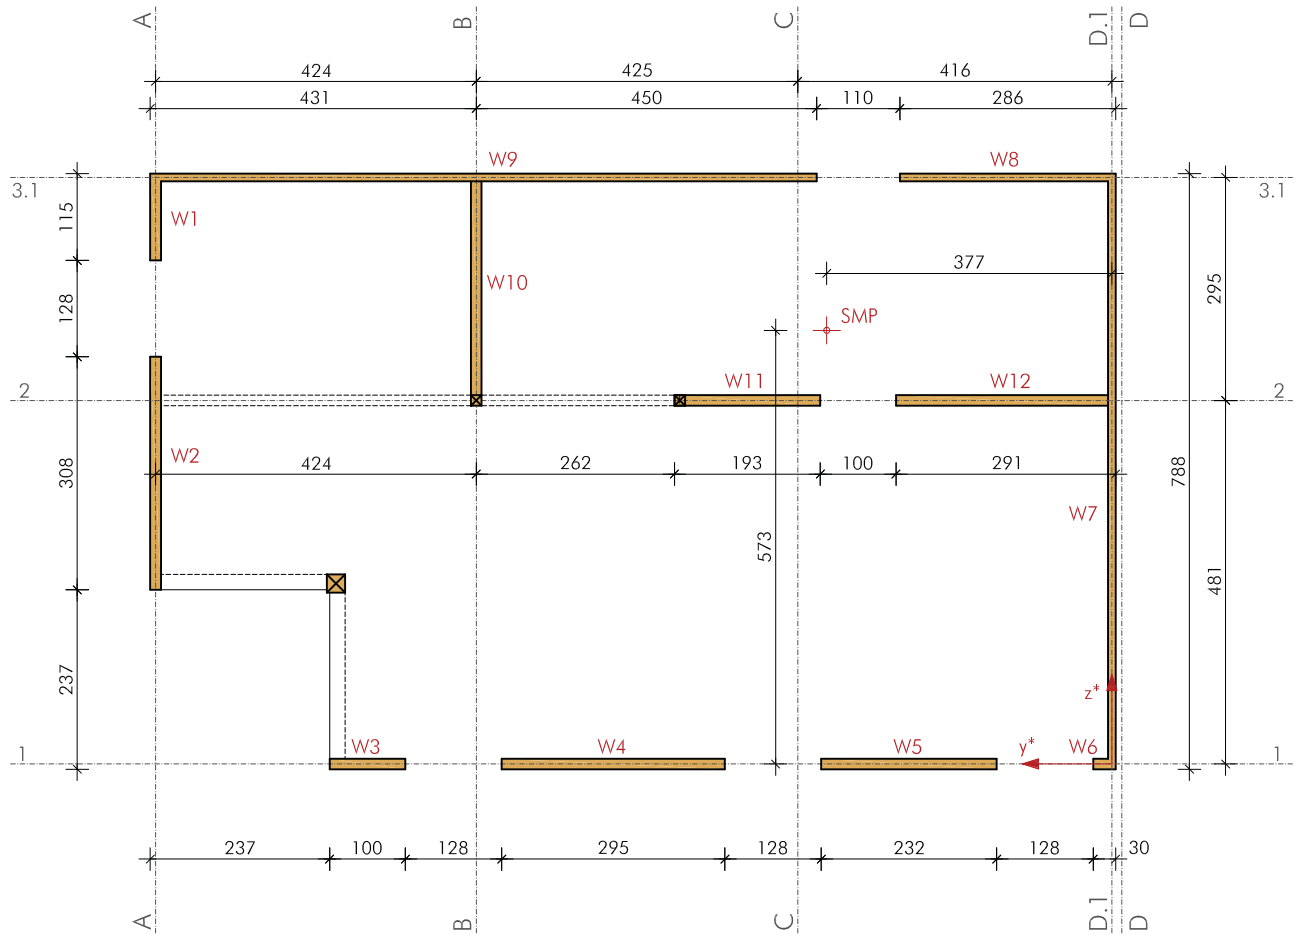 A B C D.1 D
424 425 416
431 450 110 286
W9 W8
3.1 3.1
115 W1
377
W10 295
128
SMP
2 W11 W12 2
W2 424 262 193 100 291
308 788
W7
573
481
237
z*
1 W3 W4 W5 y* W6 1
237 100 128 295 128 232 128 30
A B C D.1 D